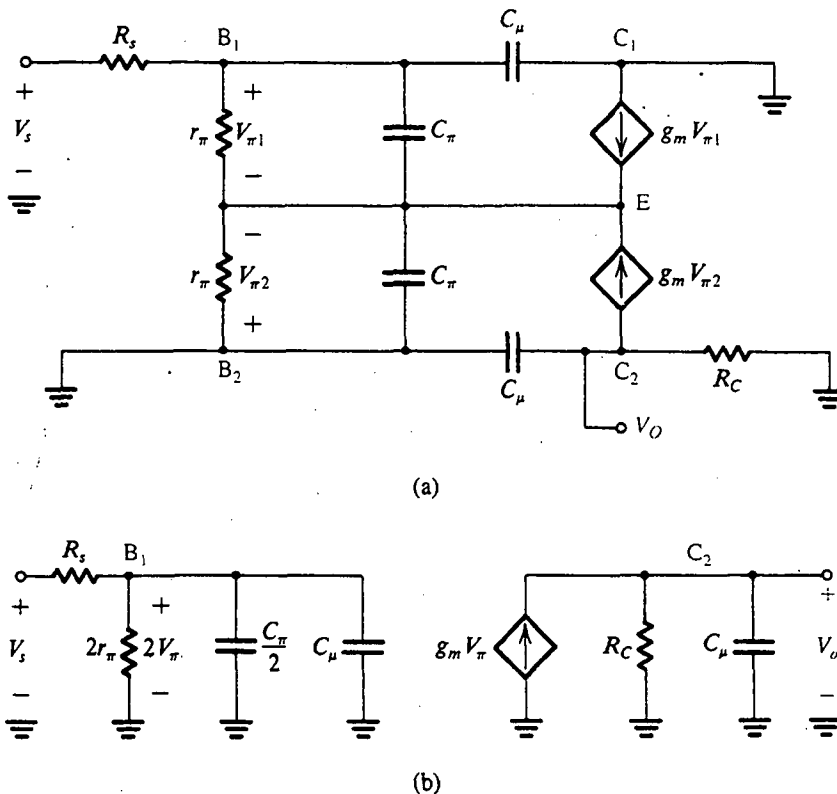 R_s B_1 C_μ C_1
+ + 
V_s r_π V_π1 C_π g_m V_π1
− −
E
−
r_π V_π2 C_π g_m V_π2
+
B_2 C_μ C_2 R_C
V_O
(a)
R_s B_1 C_2
+ + +
V_s 2r_π 2V_π C_π/2 C_μ g_m V_π R_C C_μ V_o
− − −
(b)